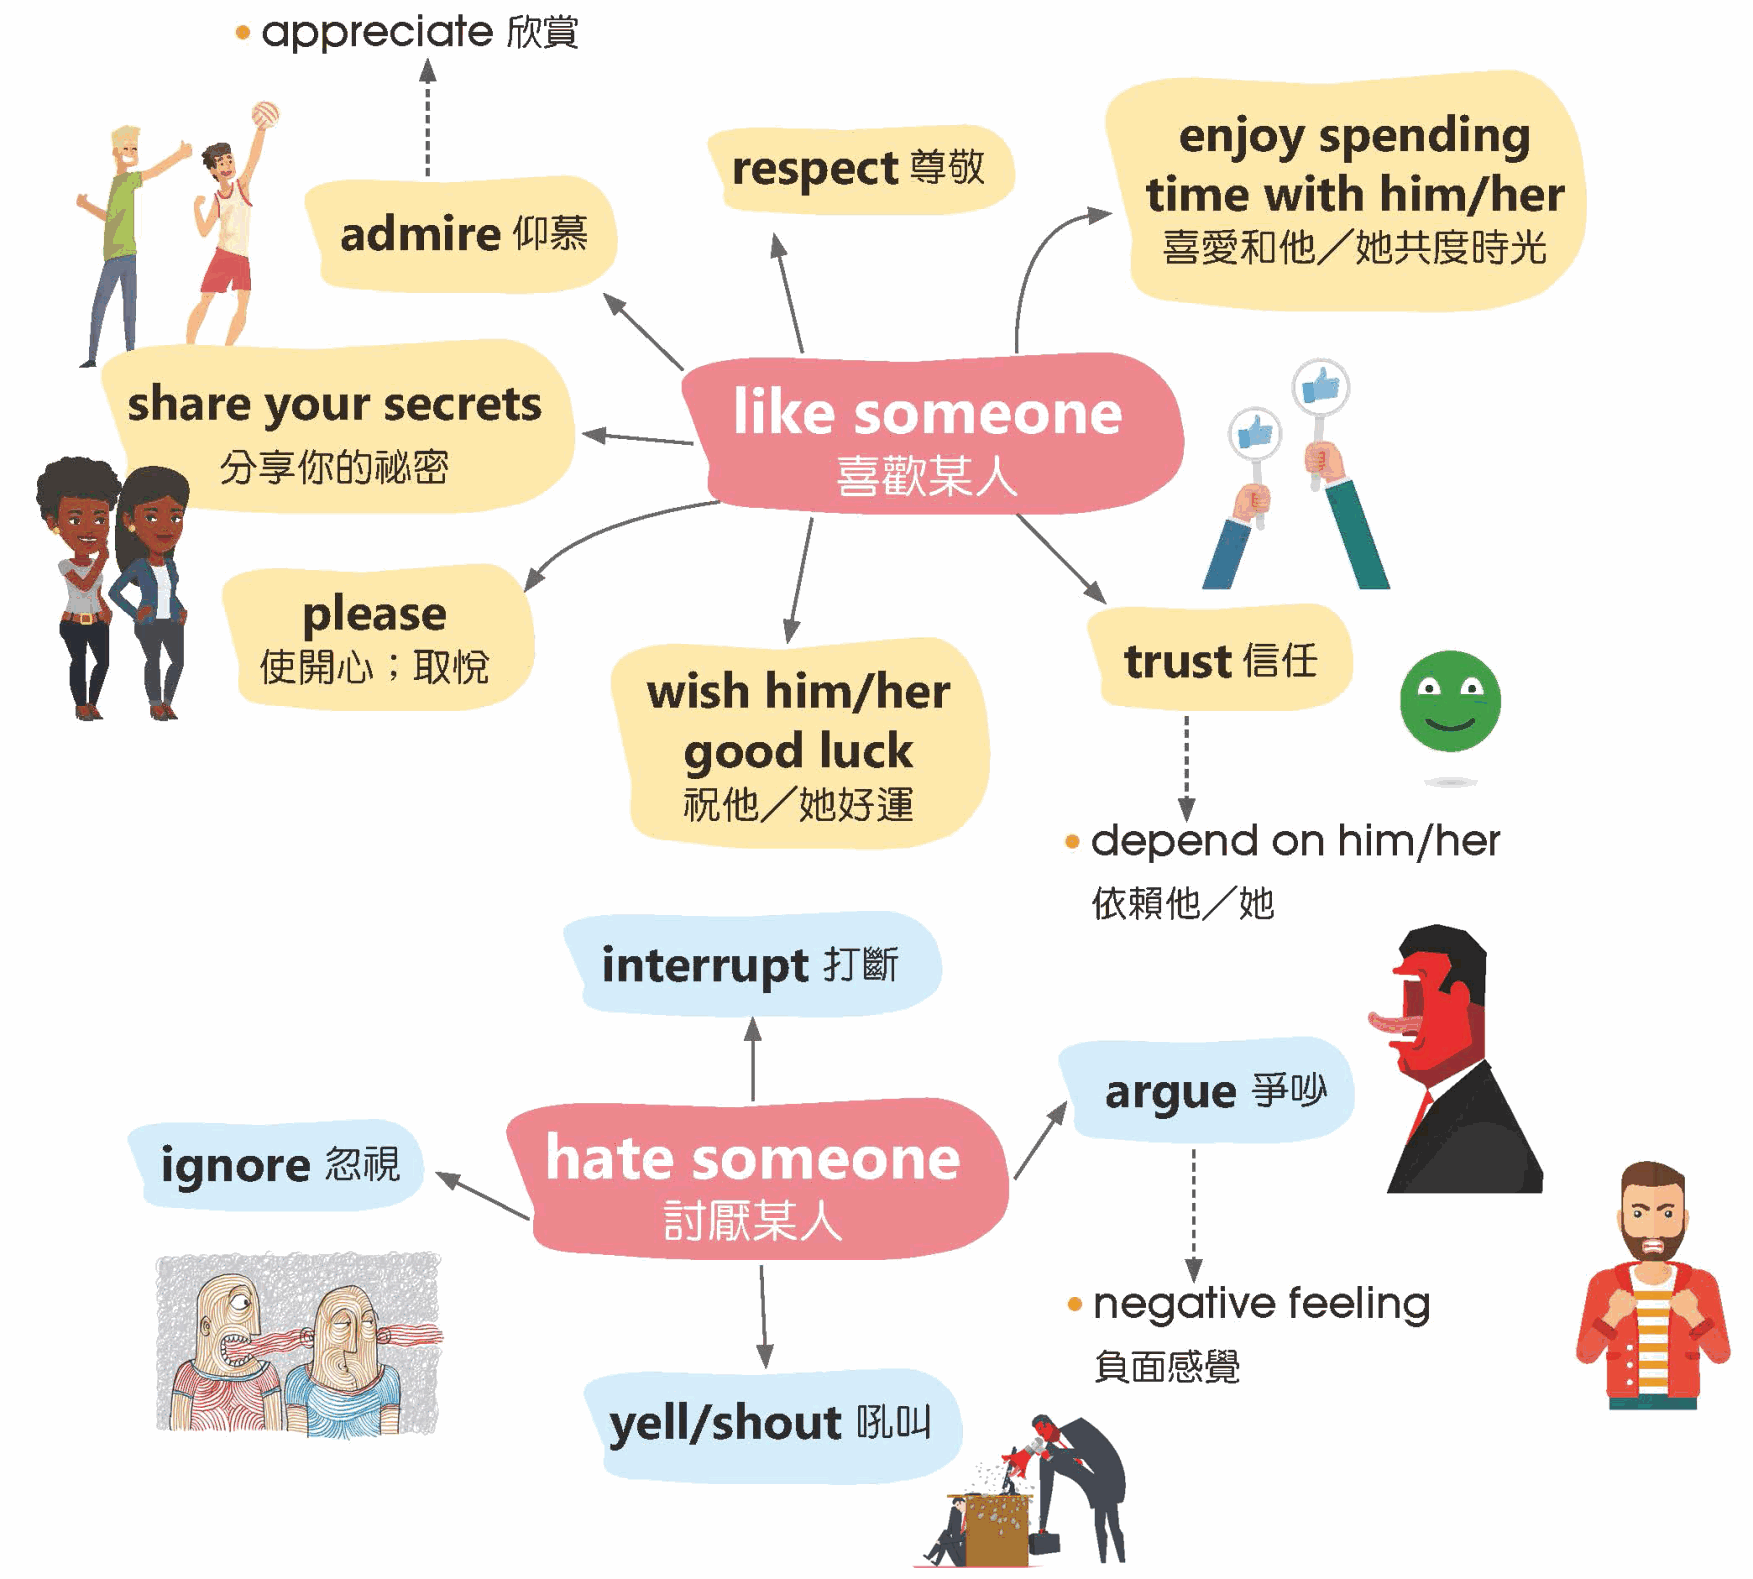 • appreciate 欣賞
respect 尊敬
enjoy spending
time with him/her
喜愛和他／她共度時光
admire 仰慕
share your secrets
分享你的祕密
like someone
喜歡某人
please
使開心；取悅
wish him/her
good luck
祝他／她好運
trust 信任
• depend on him/her
依賴他／她
interrupt 打斷
argue 爭吵
ignore 忽視
hate someone
討厭某人
• negative feeling
負面感覺
yell/shout 吼叫